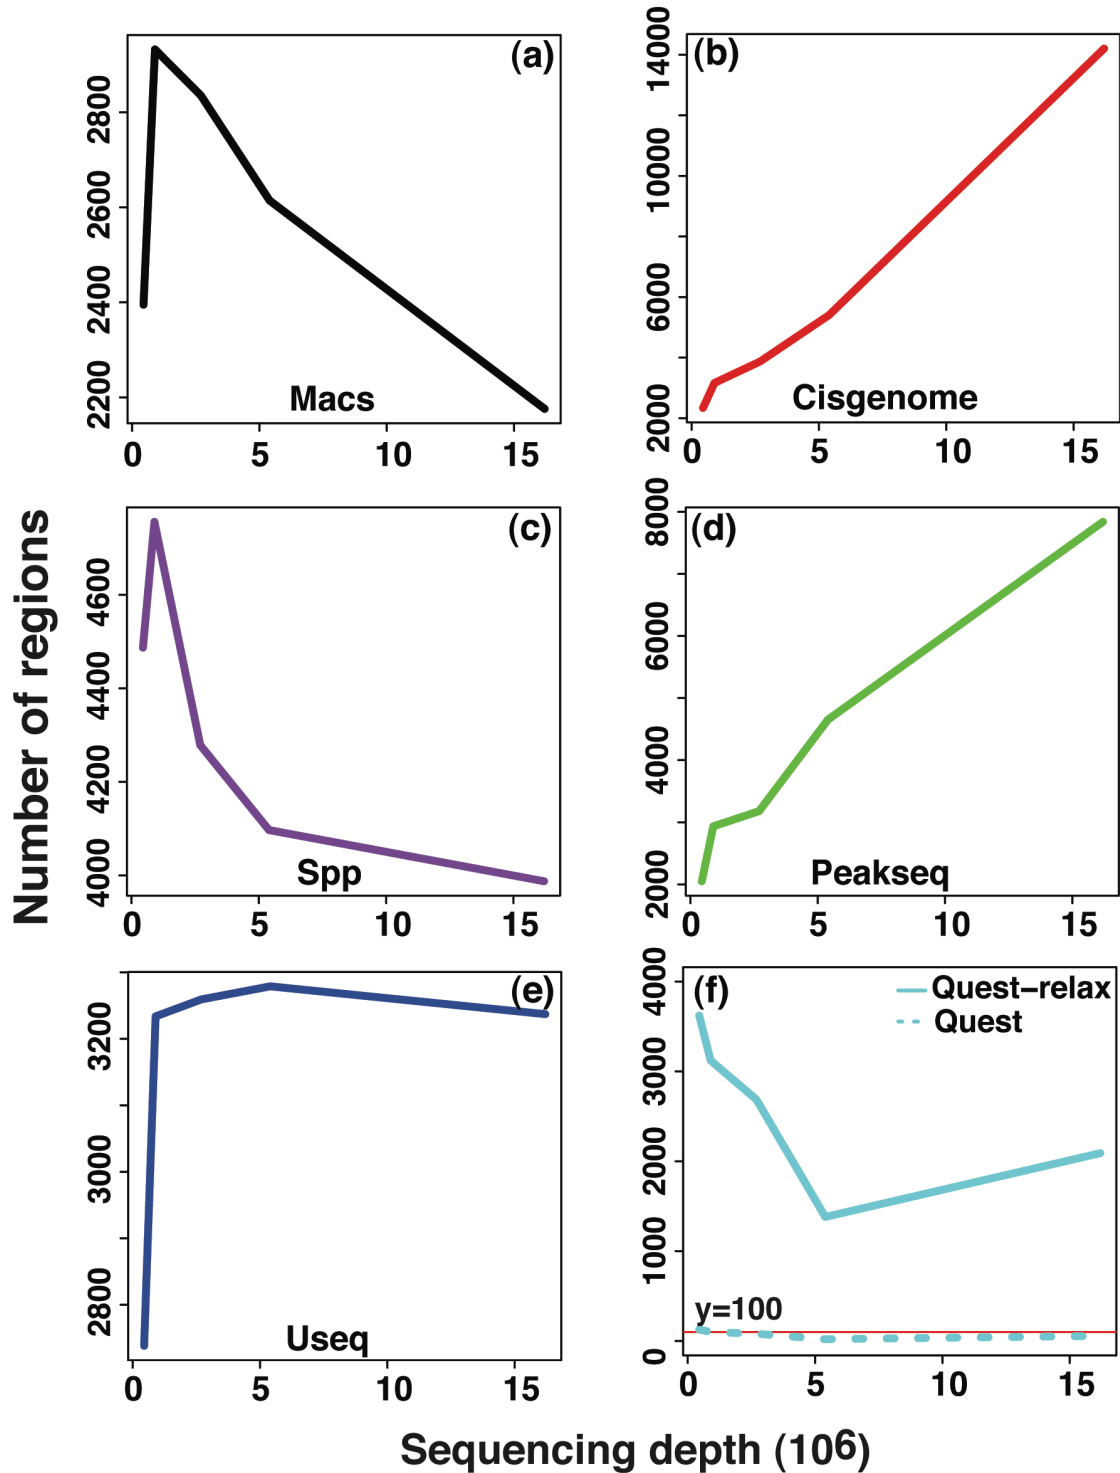 (a)
2800
2600
2400
2200
Macs
0 5 10 15
(b)
14000
10000
6000
2000
Cisgenome
0 5 10 15
Number of regions
(c)
4600
4400
4200
4000
Spp
0 5 10 15
(d)
8000
6000
4000
2000
Peakseq
0 5 10 15
(e)
3200
3000
2800
Useq
0 5 10 15
(f)
Quest-relax
Quest
4000
3000
2000
1000
0
y=100
0 5 10 15
Sequencing depth (10⁶)